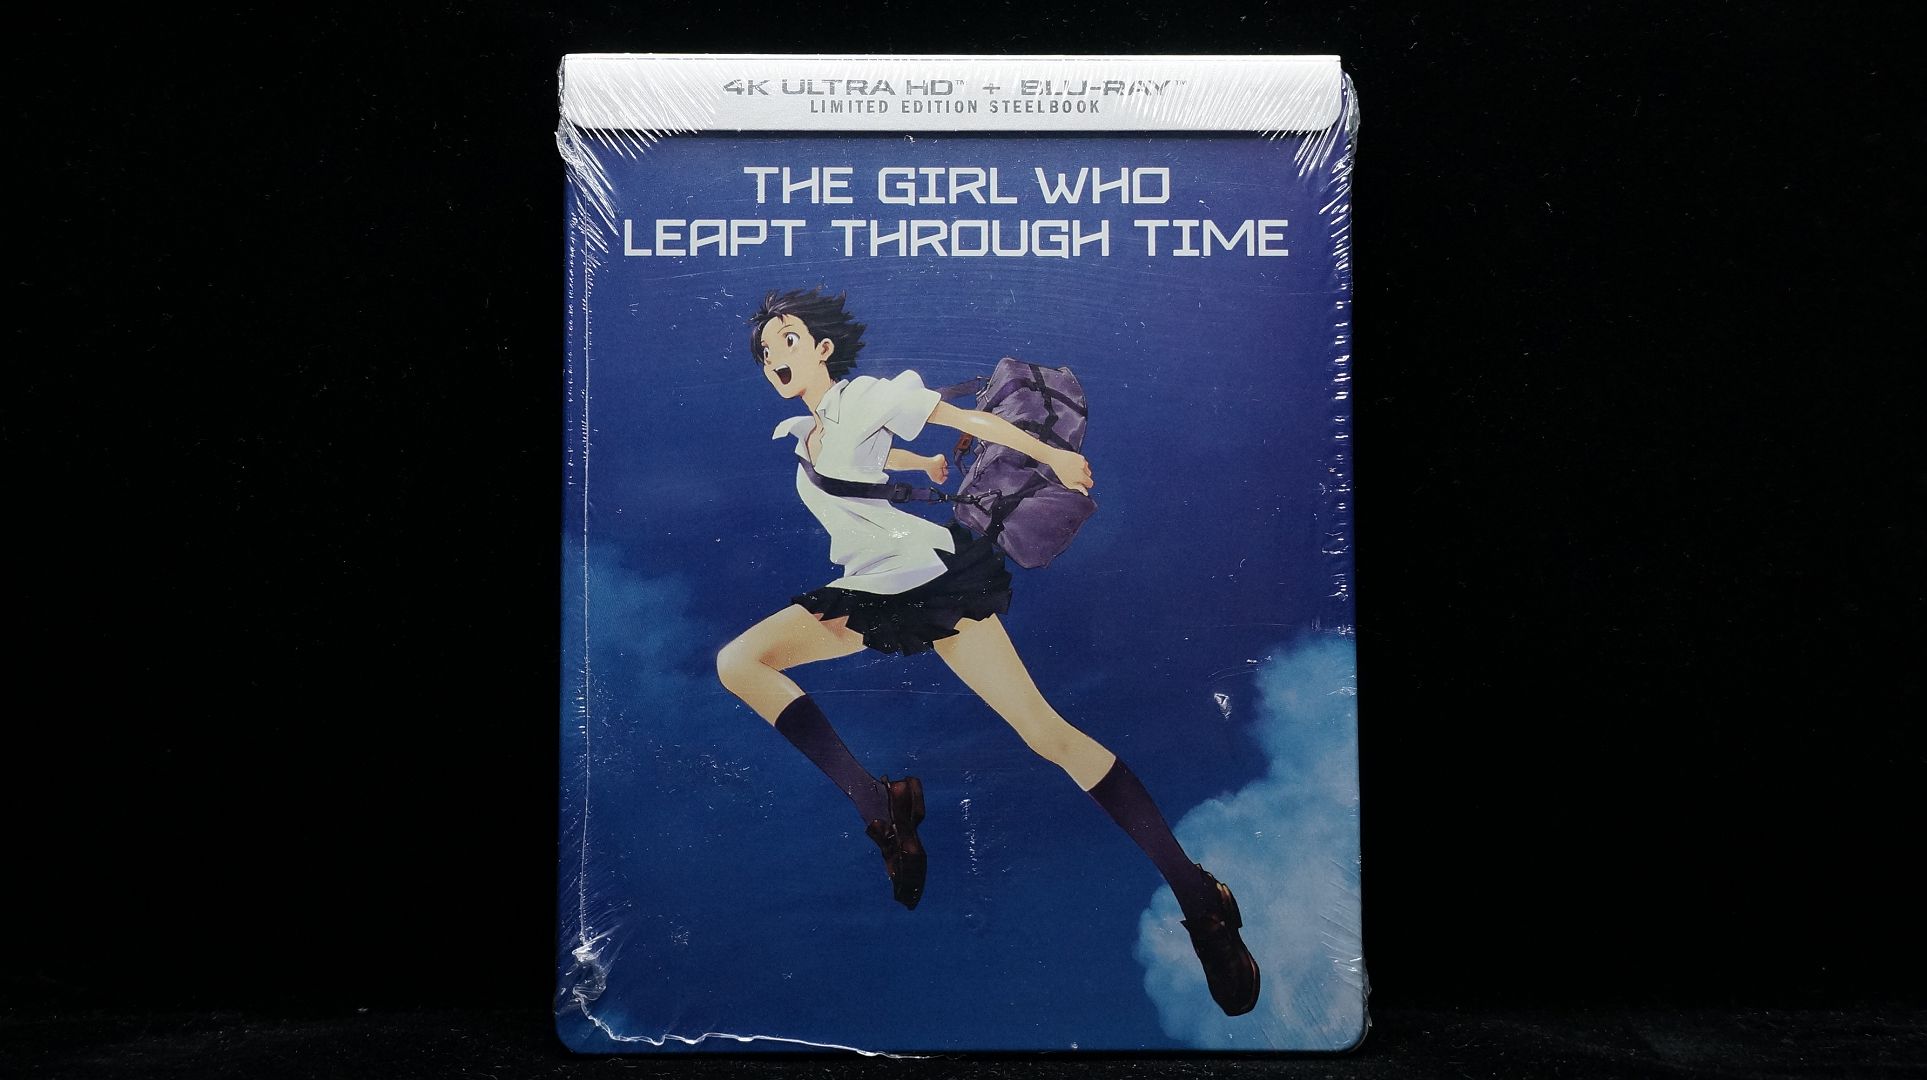 4K ULTRA HD™ + BLU-RAY™
LIMITED EDITION STEELBOOK
THE GIRL WHO
LEAPT THROUGH TIME